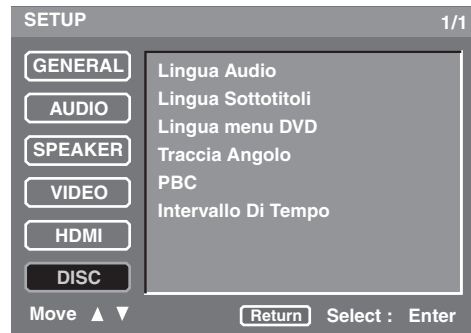 SETUP 1/1
GENERAL
AUDIO
SPEAKER
VIDEO
HDMI
DISC
Lingua Audio
Lingua Sottotitoli
Lingua menu DVD
Traccia Angolo
PBC
Intervallo Di Tempo
Move ▲ ▼ Return Select : Enter